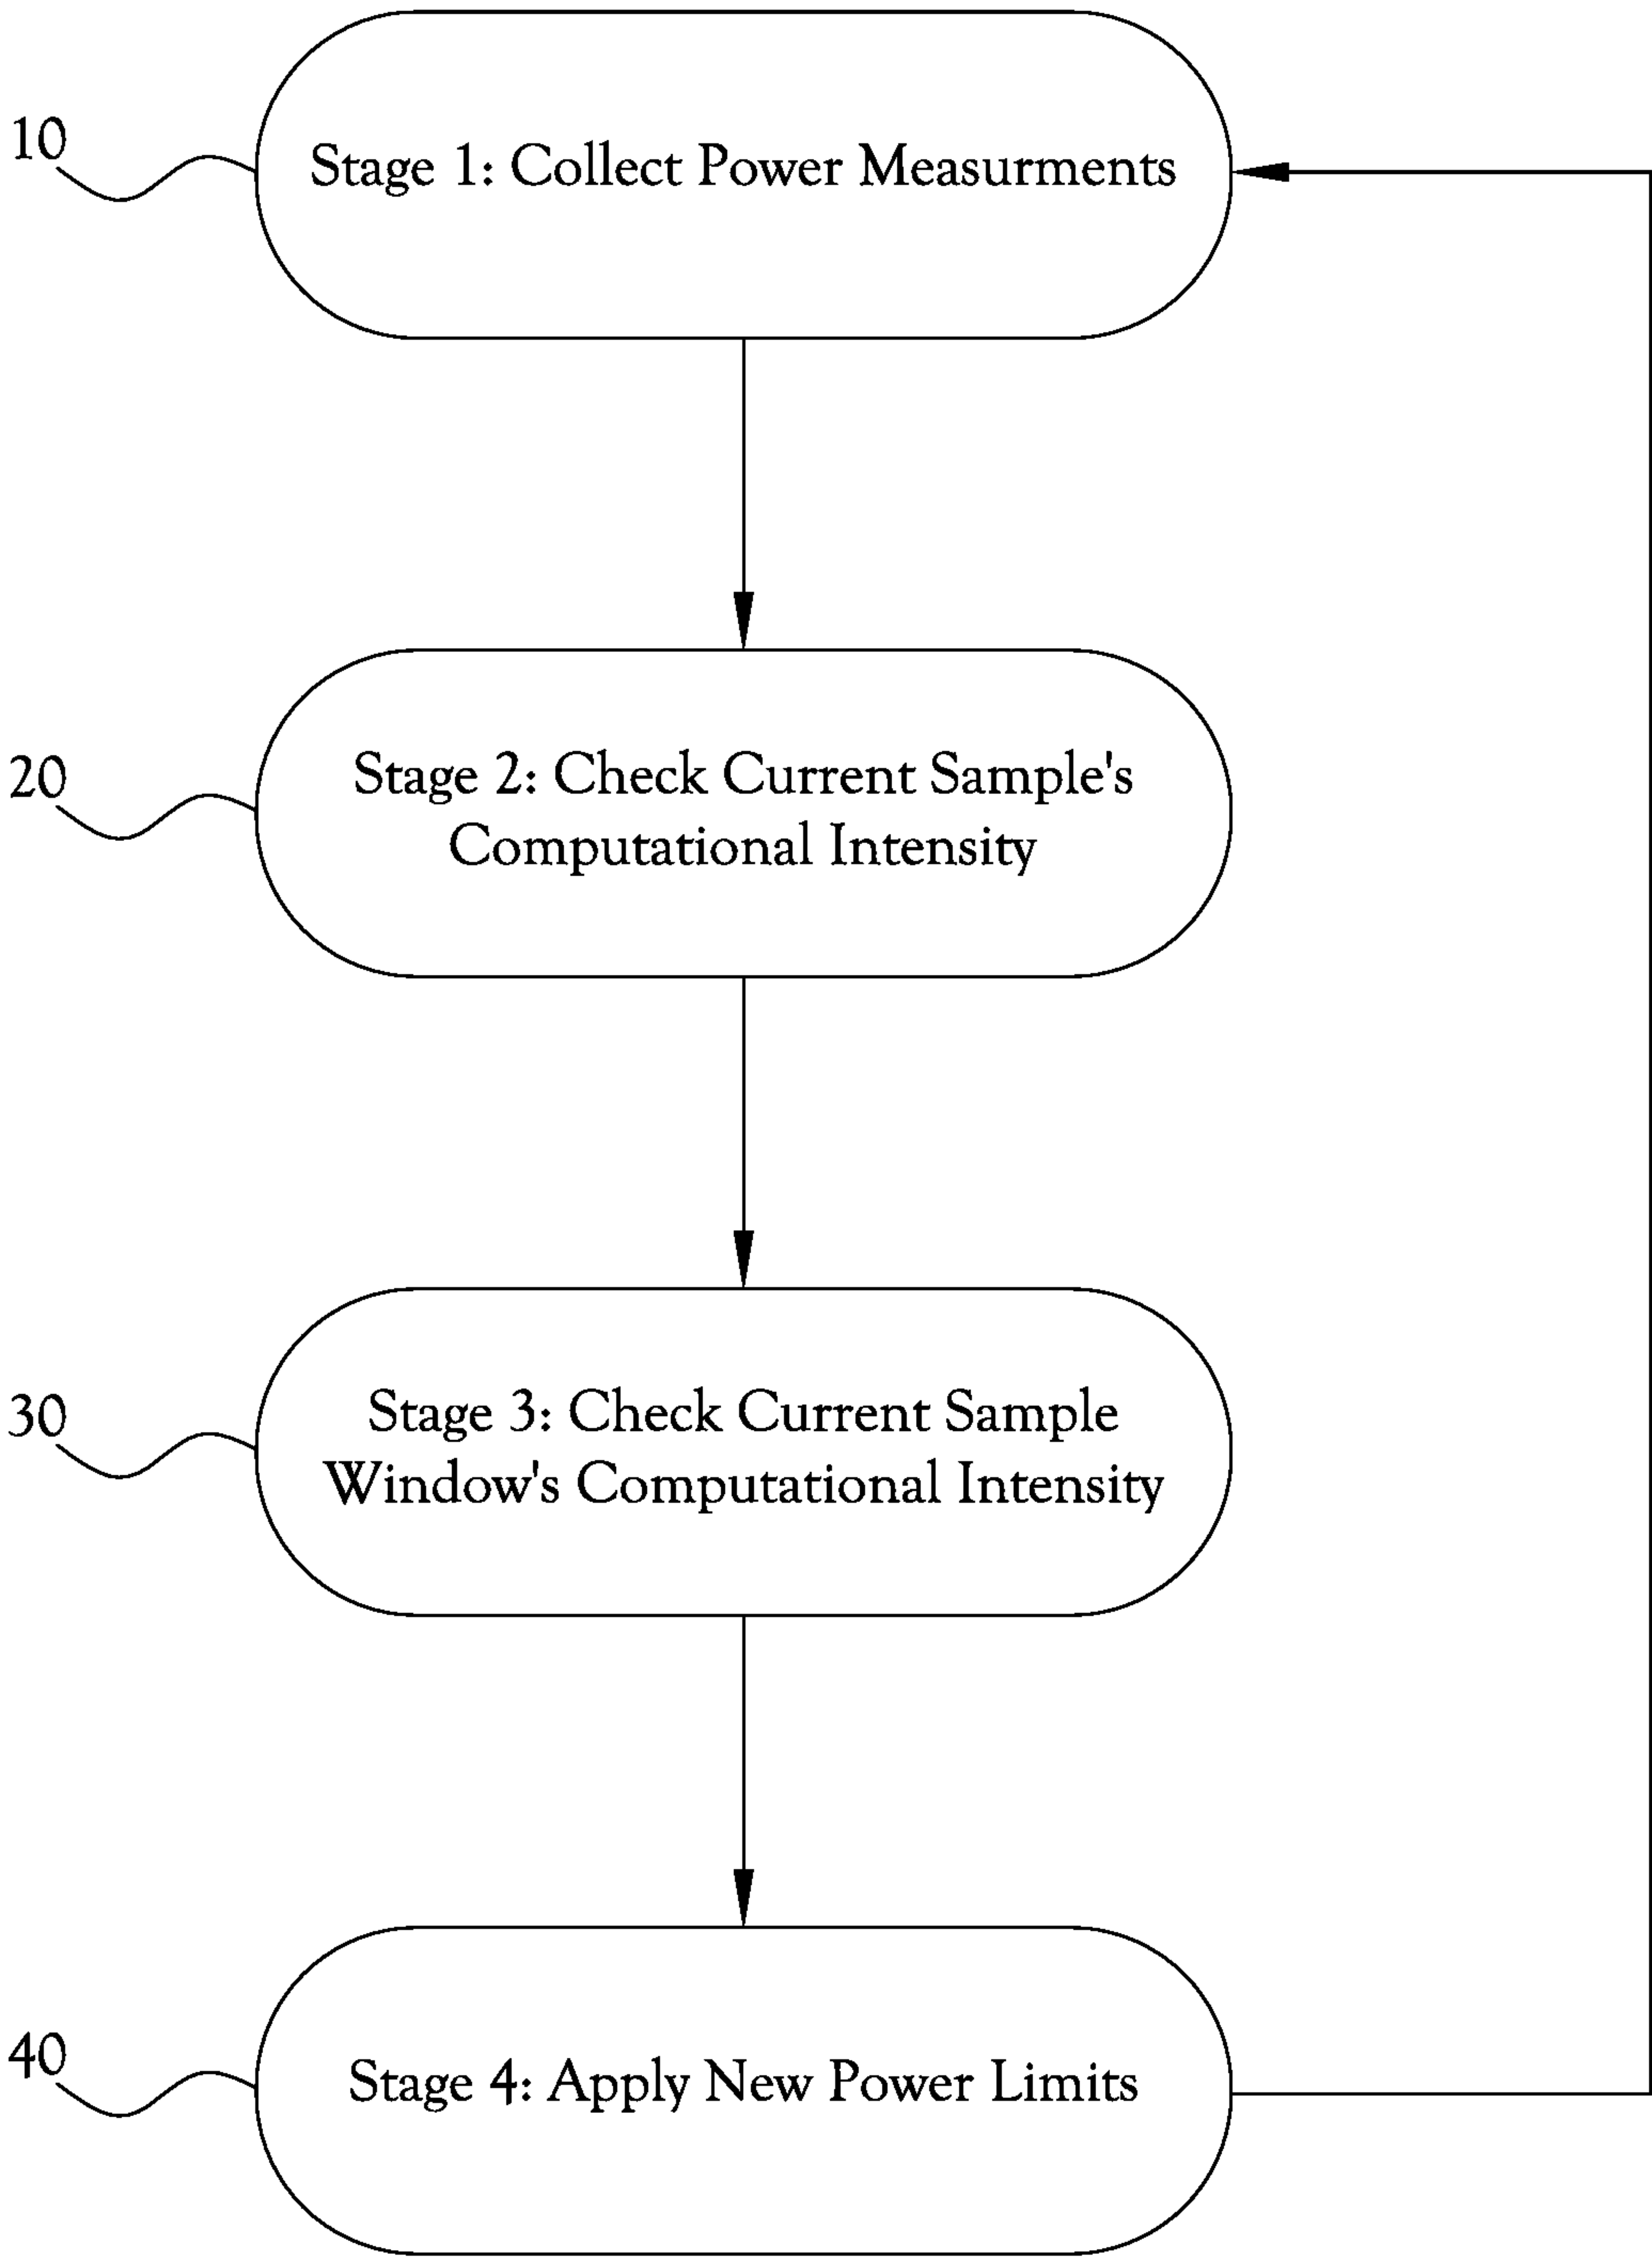 10
Stage 1: Collect Power Measurments
20
Stage 2: Check Current Sample's
Computational Intensity
30
Stage 3: Check Current Sample
Window's Computational Intensity
40
Stage 4: Apply New Power Limits